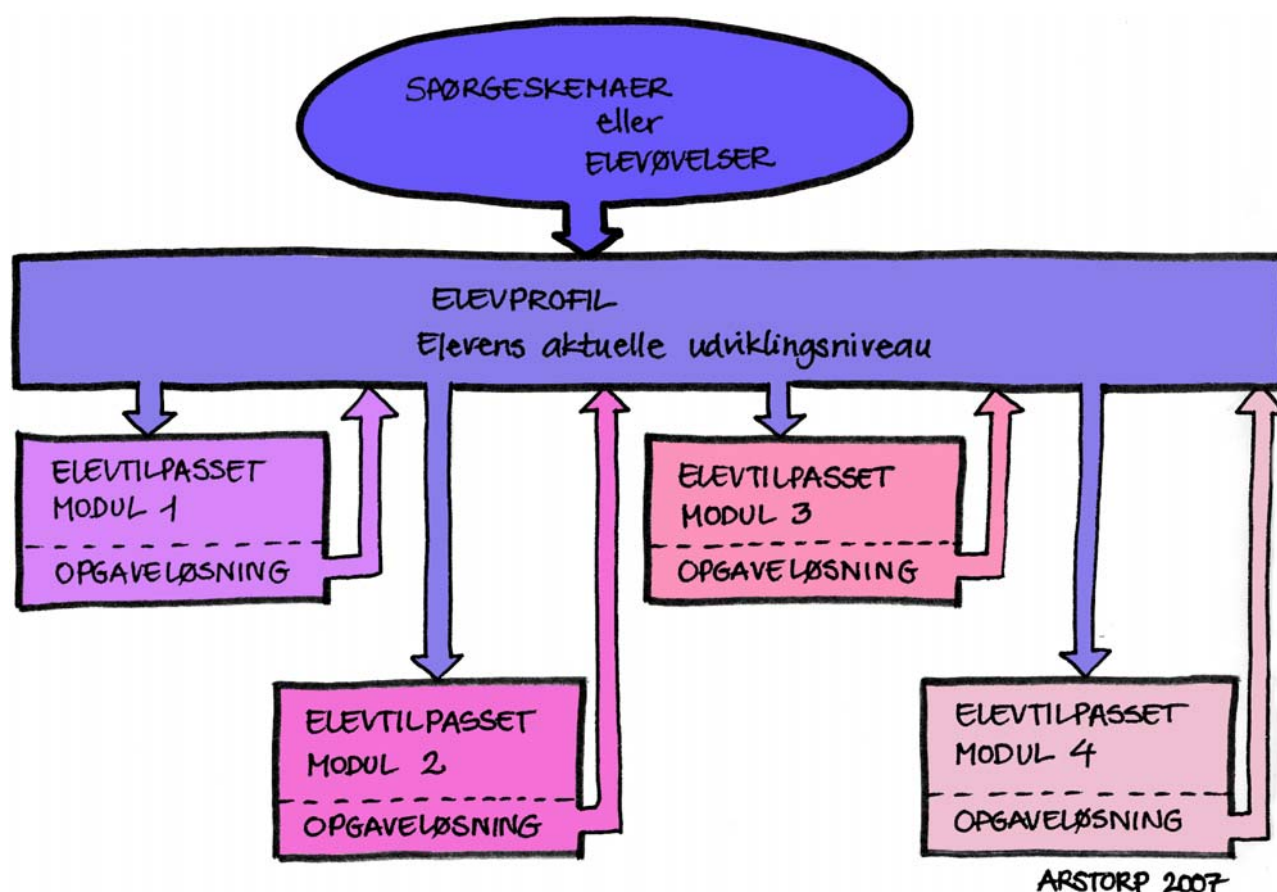 SPØRGESKEMAER
eller
ELEVØVELSER
ELEVPROFIL
Elevens aktuelle udviklingsniveau
ELEVTILPASSET
MODUL 1
OPGAVELØSNING
ELEVTILPASSET
MODUL 2
OPGAVELØSNING
ELEVTILPASSET
MODUL 3
OPGAVELØSNING
ELEVTILPASSET
MODUL 4
OPGAVELØSNING
ARSTORP 2007